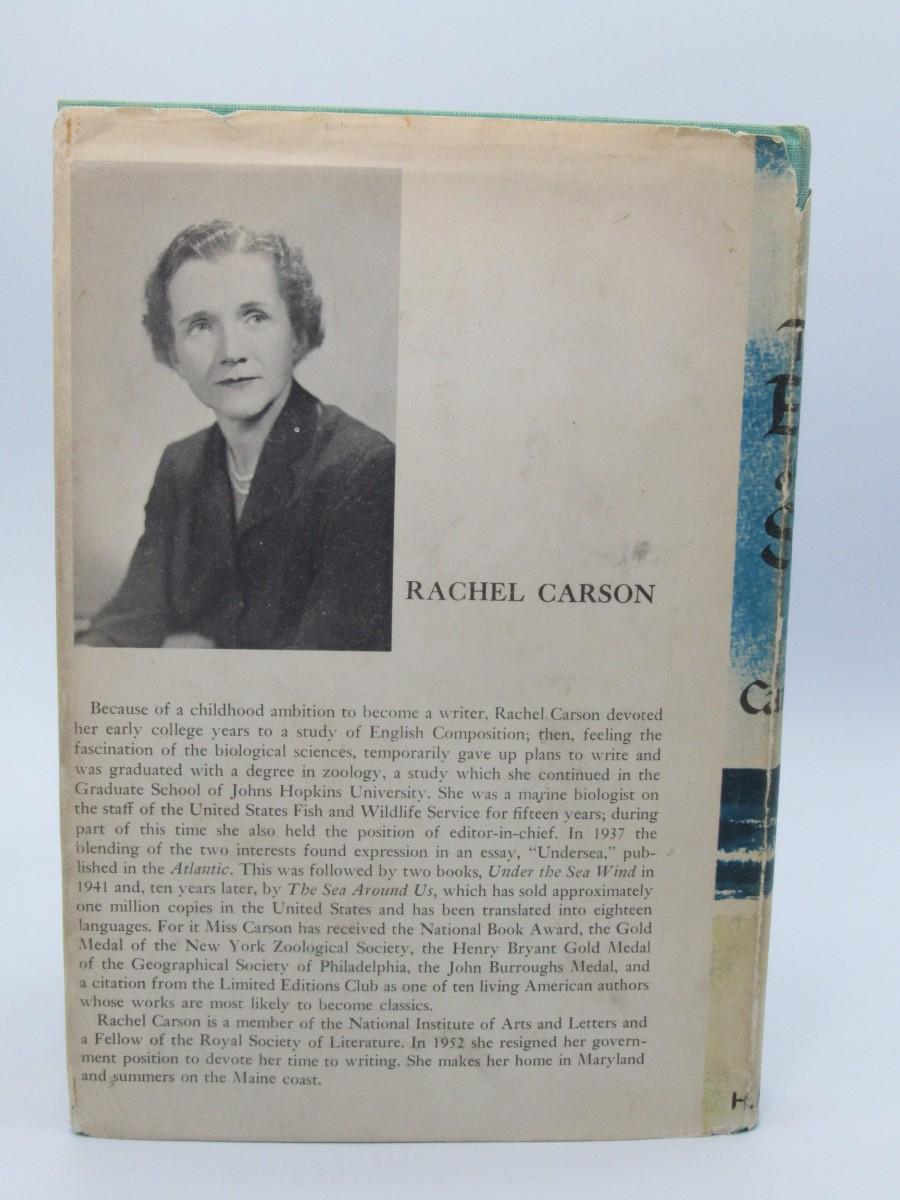 RACHEL CARSON
Because of a childhood ambition to become a writer, Rachel Carson devoted
her early college years to a study of English Composition; then, feeling the
fascination of the biological sciences, temporarily gave up plans to write and
was graduated with a degree in zoology, a study which she continued in the
Graduate School of Johns Hopkins University. She was a marine biologist on
the staff of the United States Fish and Wildlife Service for fifteen years; during
part of this time she also held the position of editor-in-chief. In 1937 the
blending of the two interests found expression in an essay, “Undersea,” pub-
lished in the Atlantic. This was followed by two books, Under the Sea Wind in
1941 and, ten years later, by The Sea Around Us, which has sold approximately
one million copies in the United States and has been translated into eighteen
languages. For it Miss Carson has received the National Book Award, the Gold
Medal of the New York Zoological Society, the Henry Bryant Gold Medal
of the Geographical Society of Philadelphia, the John Burroughs Medal, and
a citation from the Limited Editions Club as one of ten living American authors
whose works are most likely to become classics.
Rachel Carson is a member of the National Institute of Arts and Letters and
a Fellow of the Royal Society of Literature. In 1952 she resigned her govern-
ment position to devote her time to writing. She makes her home in Maryland
and summers on the Maine coast.
Ca
H.